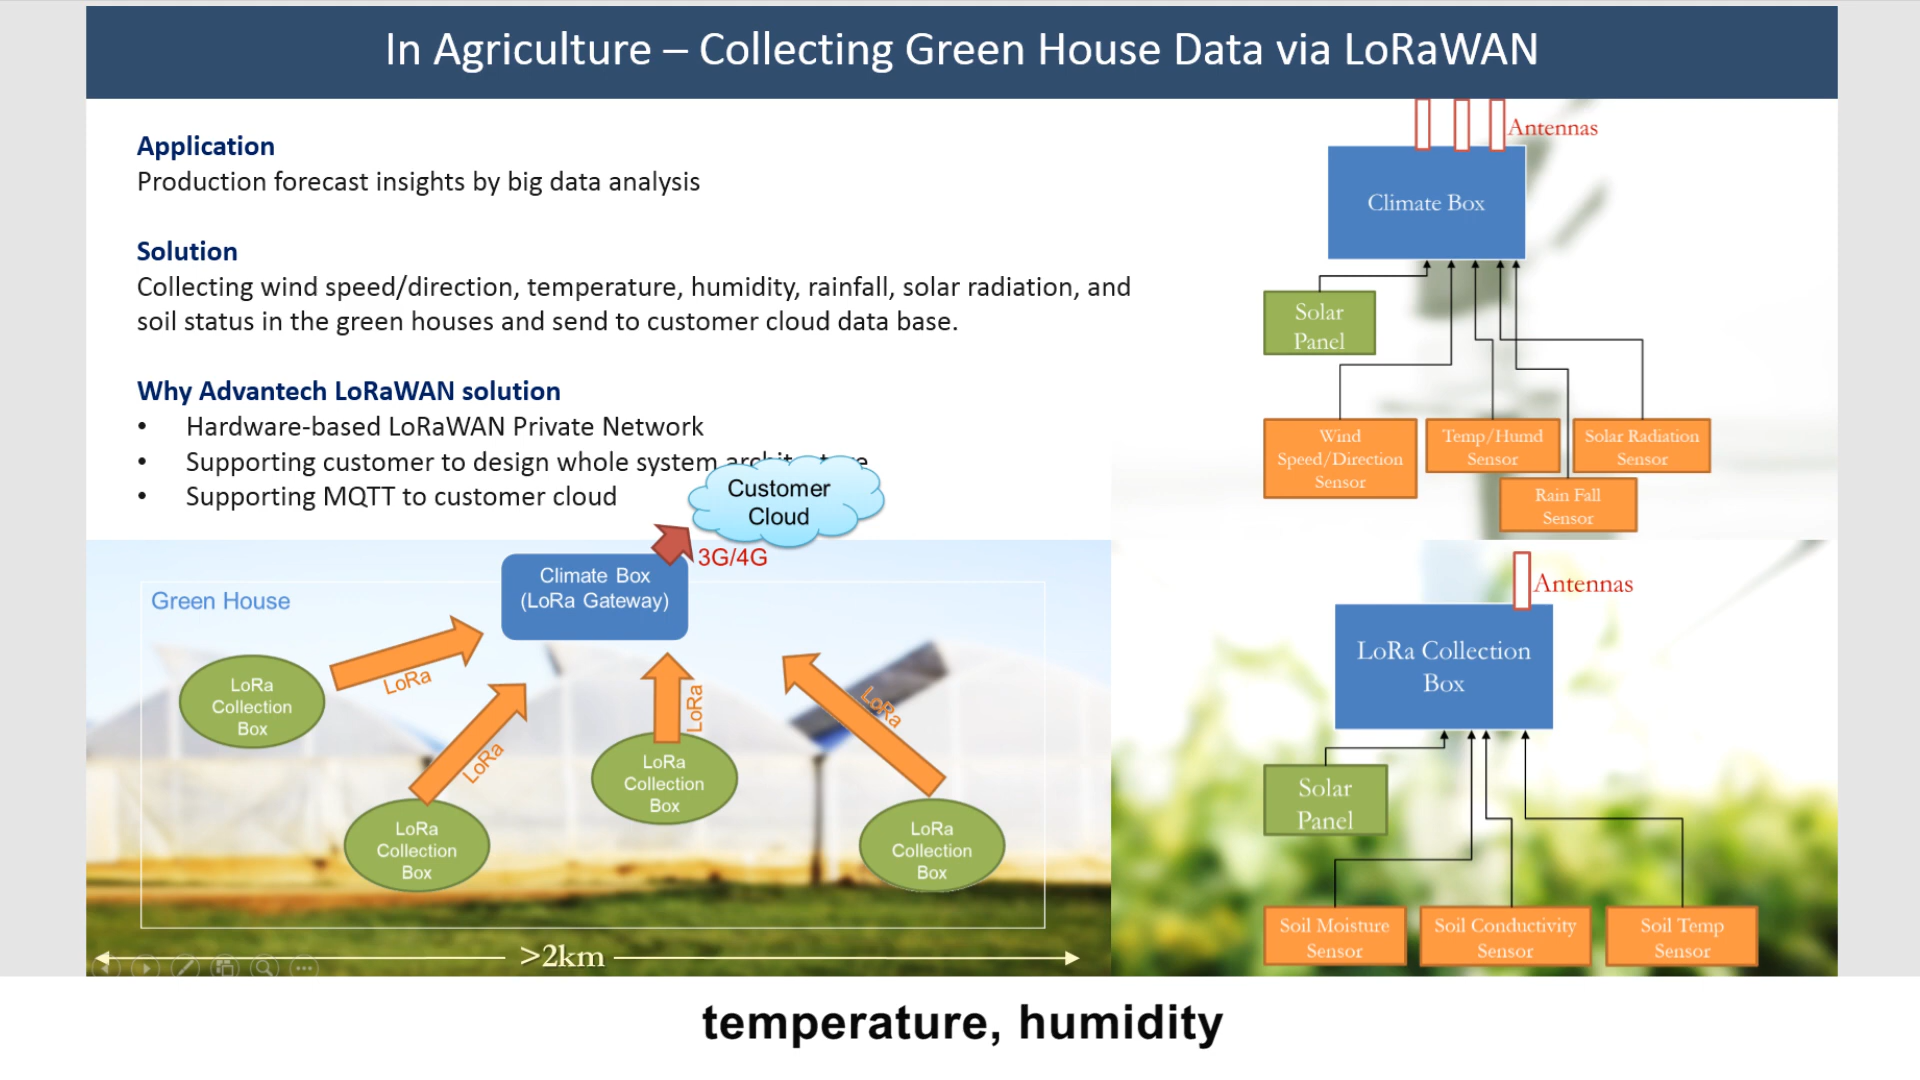 In Agriculture – Collecting Green House Data via LoRaWAN
Application
Production forecast insights by big data analysis
Solution
Collecting wind speed/direction, temperature, humidity, rainfall, solar radiation, and
soil status in the green houses and send to customer cloud data base.
Why Advantech LoRaWAN solution
• Hardware-based LoRaWAN Private Network
• Supporting customer to design whole system architecture
• Supporting MQTT to customer cloud
Customer
Cloud
3G/4G
Climate Box
(LoRa Gateway)
Green House
LoRa
LoRa
LoRa
LoRa
LoRa
Collection
Box
LoRa
Collection
Box
LoRa
Collection
Box
LoRa
Collection
Box
>2km
Antennas
Climate Box
Solar
Panel
Wind
Speed/Direction
Sensor
Temp/Humd
Sensor
Solar Radiation
Sensor
Rain Fall
Sensor
Antennas
LoRa Collection
Box
Solar
Panel
Soil Moisture
Sensor
Soil Conductivity
Sensor
Soil Temp
Sensor
temperature, humidity